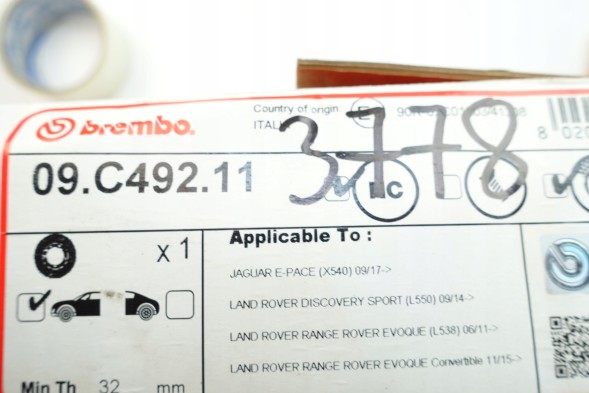 brembo.
Country of origin:
ITALY
E
3778
8 020
09.C492.11
x 1
Applicable To :
JAGUAR E-PACE (X540) 09/17->
LAND ROVER DISCOVERY SPORT (L550) 09/14->
LAND ROVER RANGE ROVER EVOQUE (L538) 06/11->
LAND ROVER RANGE ROVER EVOQUE Convertible 11/15->
Min Th 32 mm